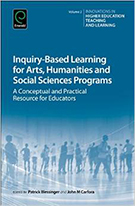 Emerald
Volume 2
INNOVATIONS IN
HIGHER EDUCATION
TEACHING
AND LEARNING
Inquiry-Based Learning
for Arts, Humanities and
Social Sciences Programs
A Conceptual and Practical
Resource for Educators
EDITED BY Patrick Blessinger and John M Carfora